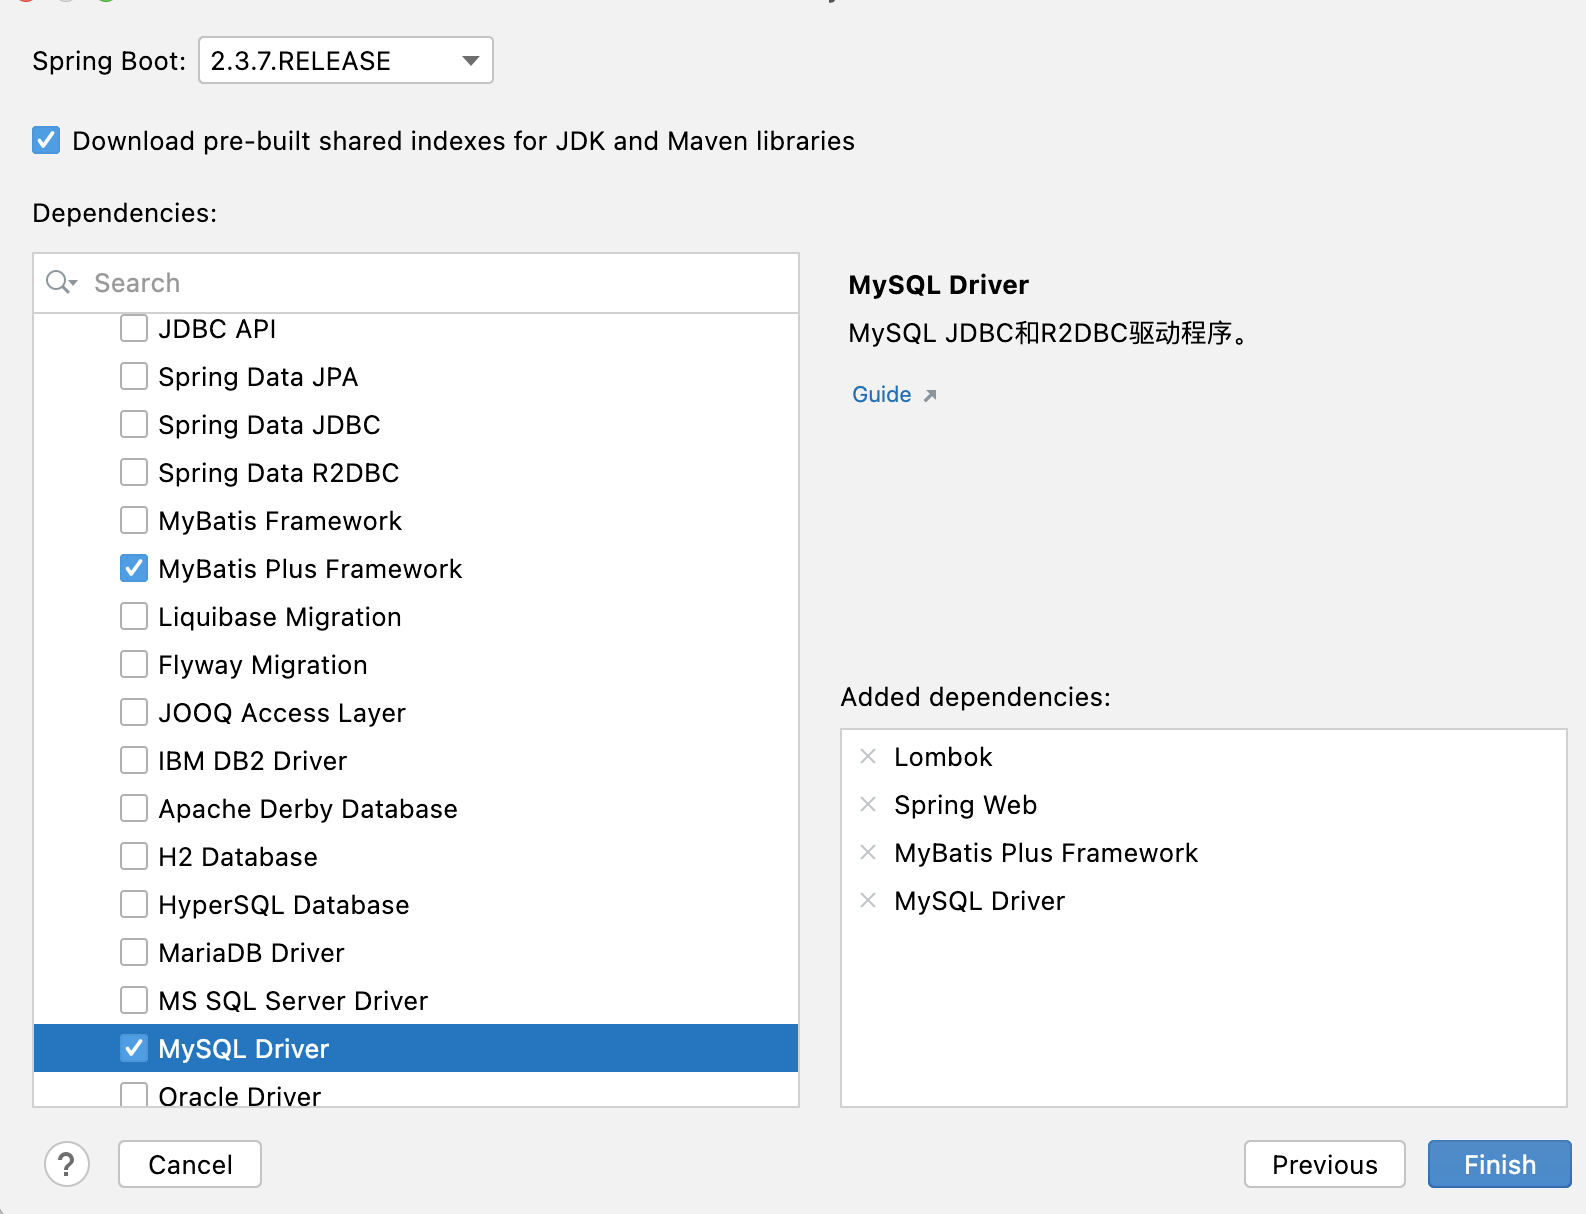 Spring Boot: 2.3.7.RELEASE
Download pre-built shared indexes for JDK and Maven libraries
Dependencies:
Search
JDBC API
Spring Data JPA
Spring Data JDBC
Spring Data R2DBC
MyBatis Framework
MyBatis Plus Framework
Liquibase Migration
Flyway Migration
JOOQ Access Layer
IBM DB2 Driver
Apache Derby Database
H2 Database
HyperSQL Database
MariaDB Driver
MS SQL Server Driver
MySQL Driver
Oracle Driver
MySQL Driver
MySQL JDBC和R2DBC驱动程序。
Guide
Added dependencies:
Lombok
Spring Web
MyBatis Plus Framework
MySQL Driver
? Cancel Previous Finish